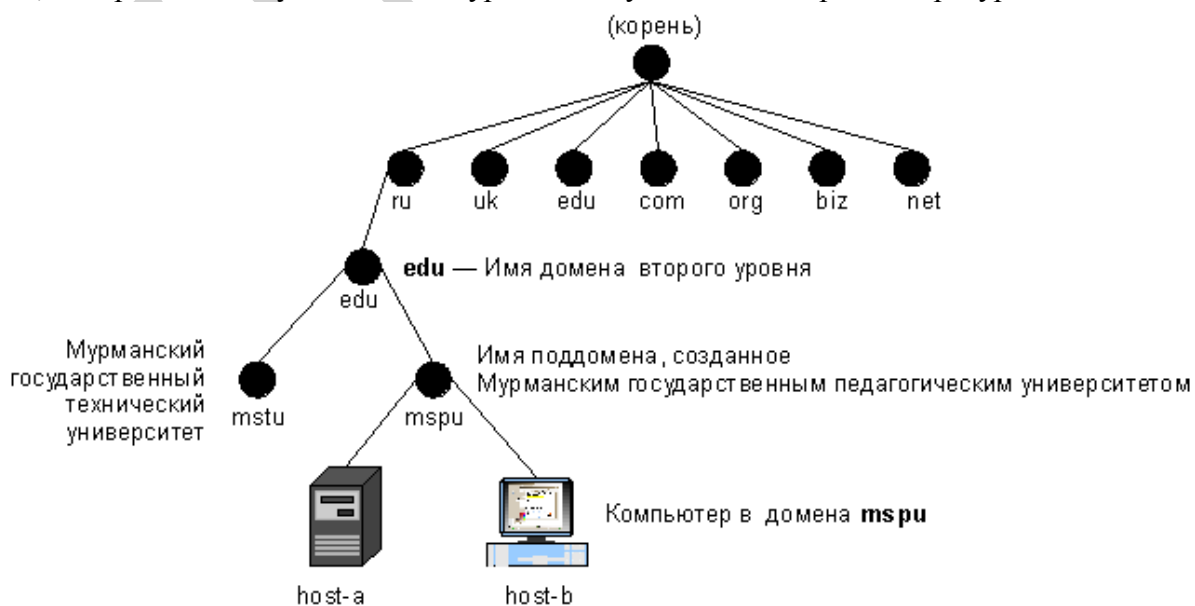 (корень)
ru uk edu com org biz net
edu — Имя домена второго уровня
edu
Мурманский
государственный
технический
университет
mstu
mspu
Имя поддомена, созданное
Мурманским государственным педагогическим университетом
Компьютер в домена mspu
host-a host-b